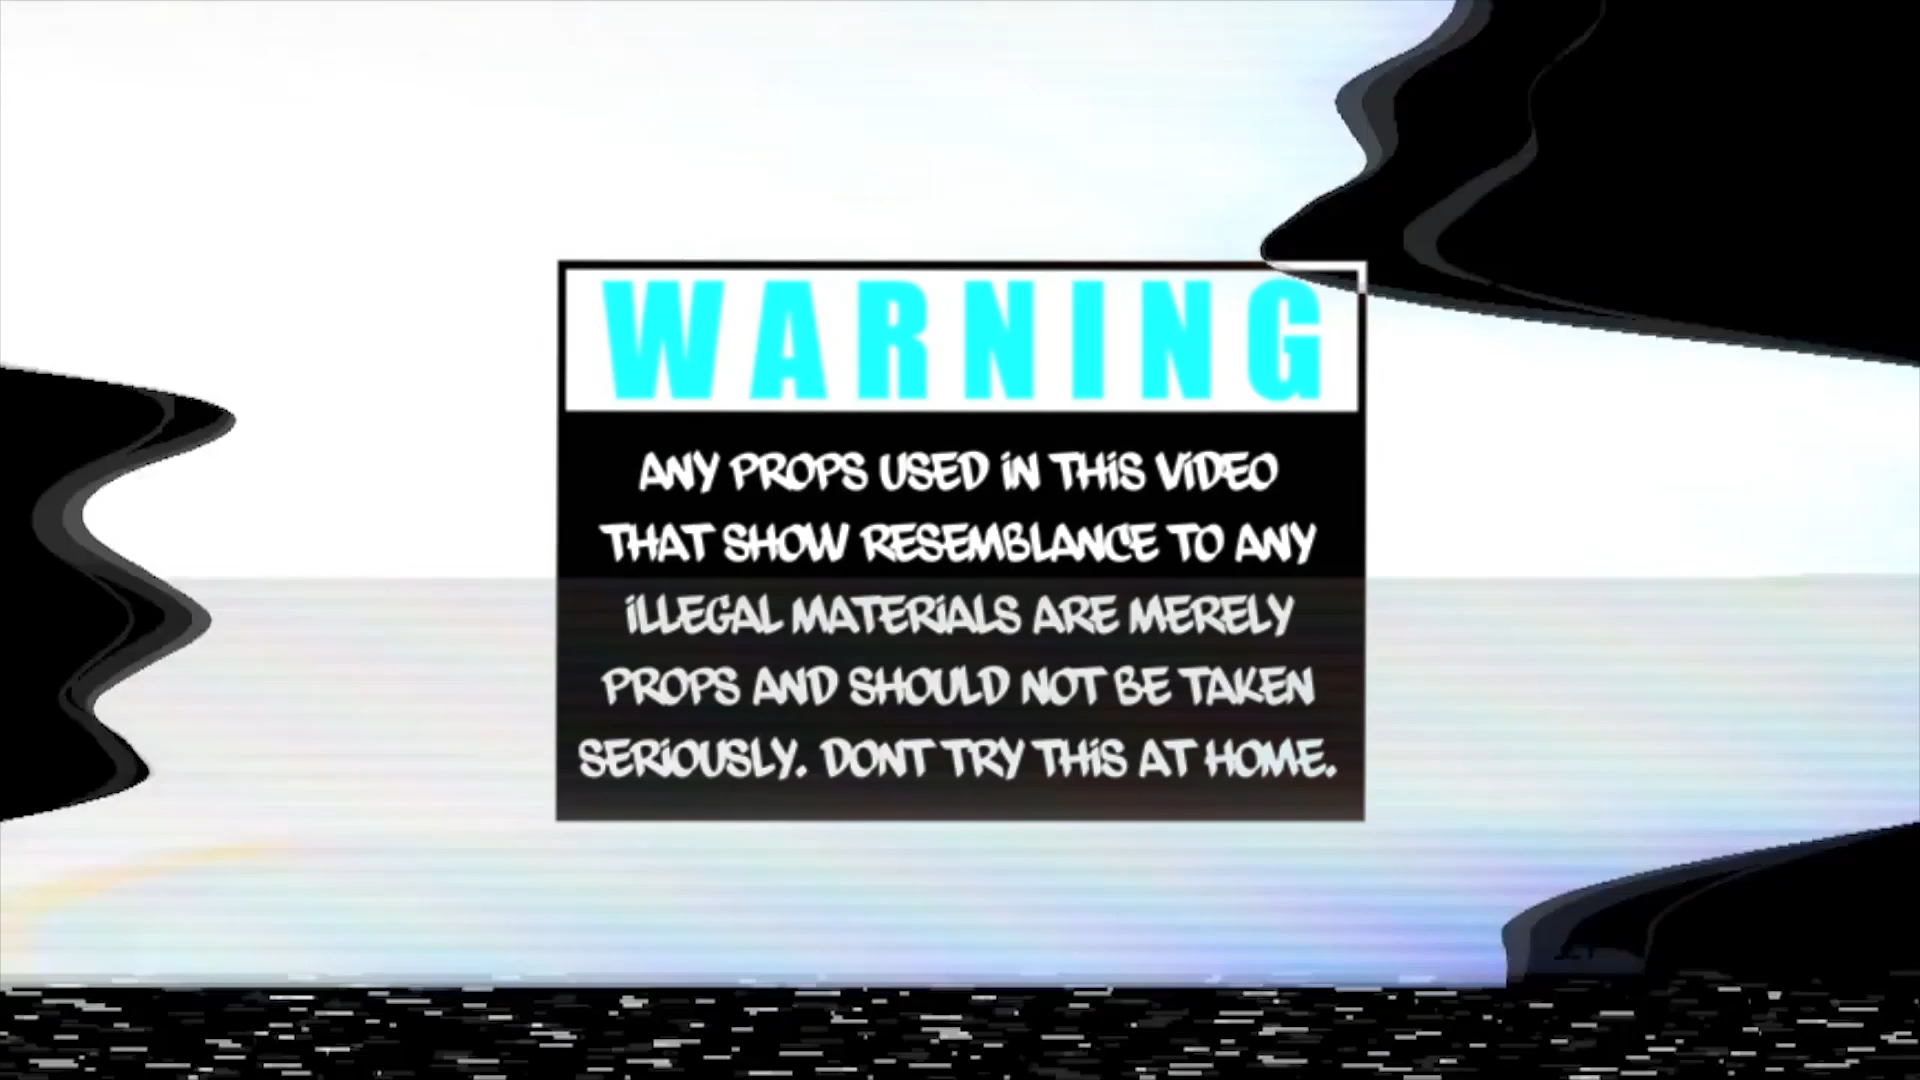 WARNING
ANY PROPS USED iN THiS ViDEO
THAT SHOW RESEMBLANCE TO ANY
iLLEGAL MATERiALS ARE MERELY
PROPS AND SHOULD NOT BE TAKEN
SERiOUSLY. DONT TRY THiS AT HOME.